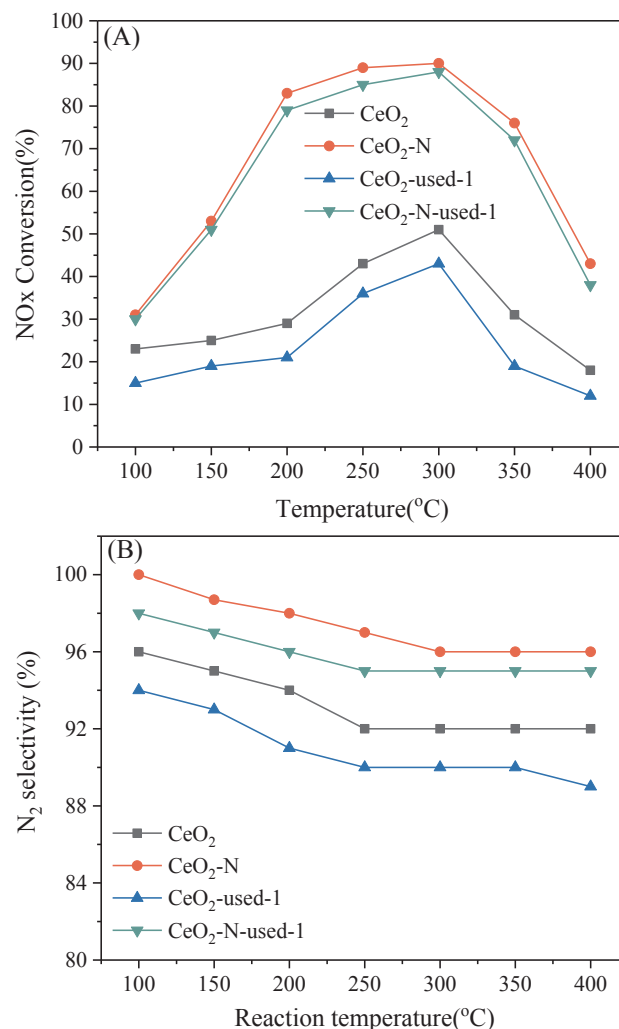 (A)
NOx Conversion(%)
100
90
80
70
60
50
40
30
20
10
0
CeO₂
CeO₂-N
CeO₂-used-1
CeO₂-N-used-1
100 150 200 250 300 350 400
Temperature(°C)
(B)
N₂ selectivity (%)
100
96
92
88
84
80
CeO₂
CeO₂-N
CeO₂-used-1
CeO₂-N-used-1
100 150 200 250 300 350 400
Reaction temperature(°C)